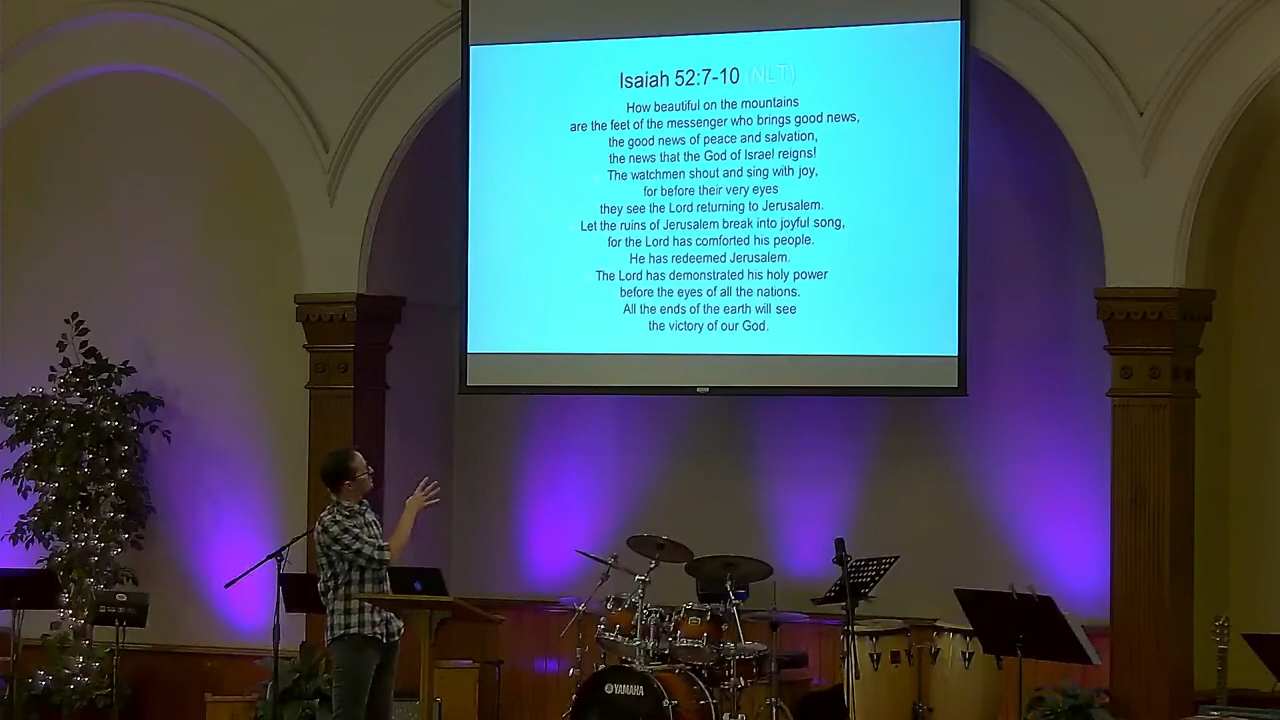 Isaiah 52:7-10 (NLT)
How beautiful on the mountains
are the feet of the messenger who brings good news,
the good news of peace and salvation,
the news that the God of Israel reigns!
The watchmen shout and sing with joy,
for before their very eyes
they see the Lord returning to Jerusalem.
Let the ruins of Jerusalem break into joyful song,
for the Lord has comforted his people.
He has redeemed Jerusalem.
The Lord has demonstrated his holy power
before the eyes of all the nations.
All the ends of the earth will see
the victory of our God.
YAMAHA